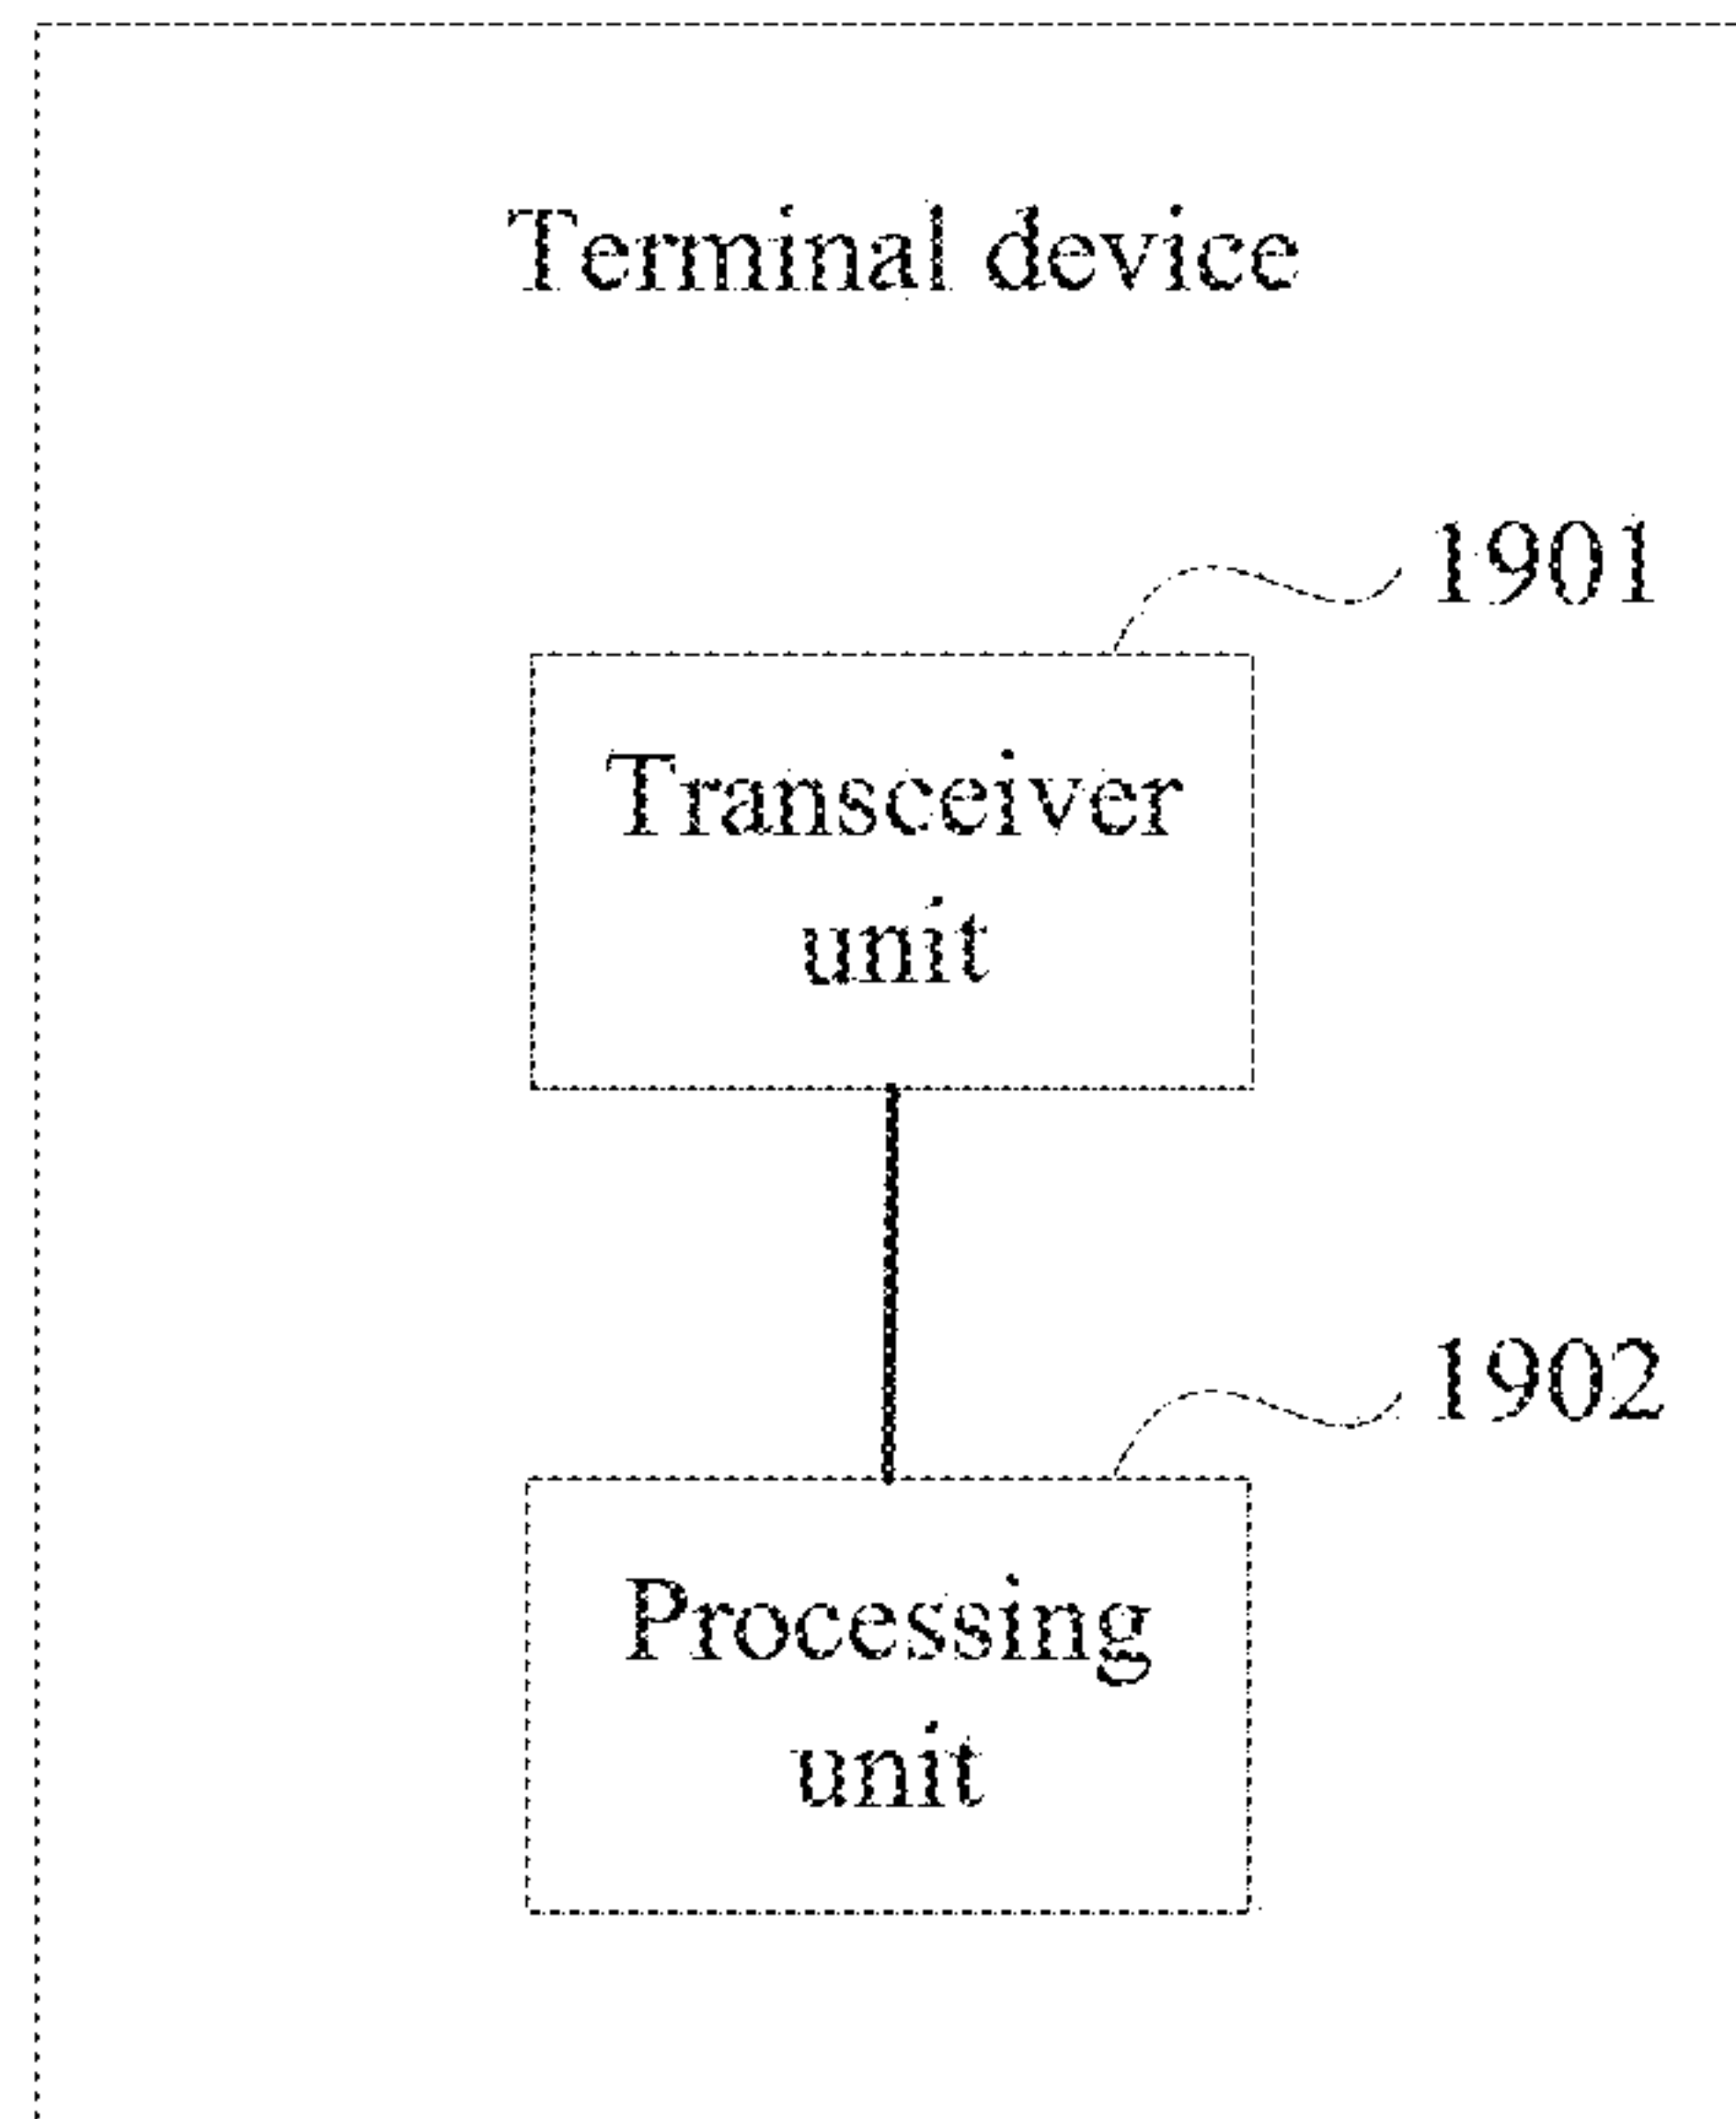 Terminal device
1901
Transceiver
unit
1902
Processing
unit